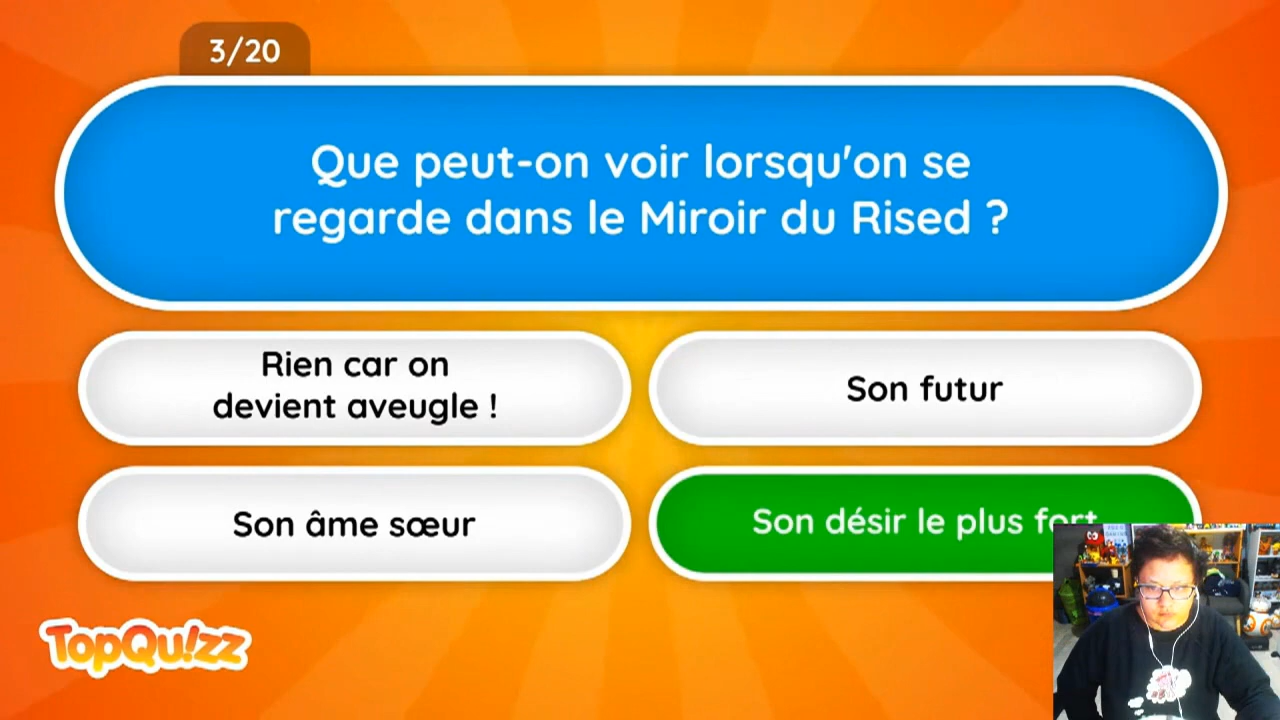 3/20
Que peut-on voir lorsqu'on se
regarde dans le Miroir du Rised ?
Rien car on
devient aveugle !
Son futur
Son âme sœur
Son désir le plus fort
TopQu!zz